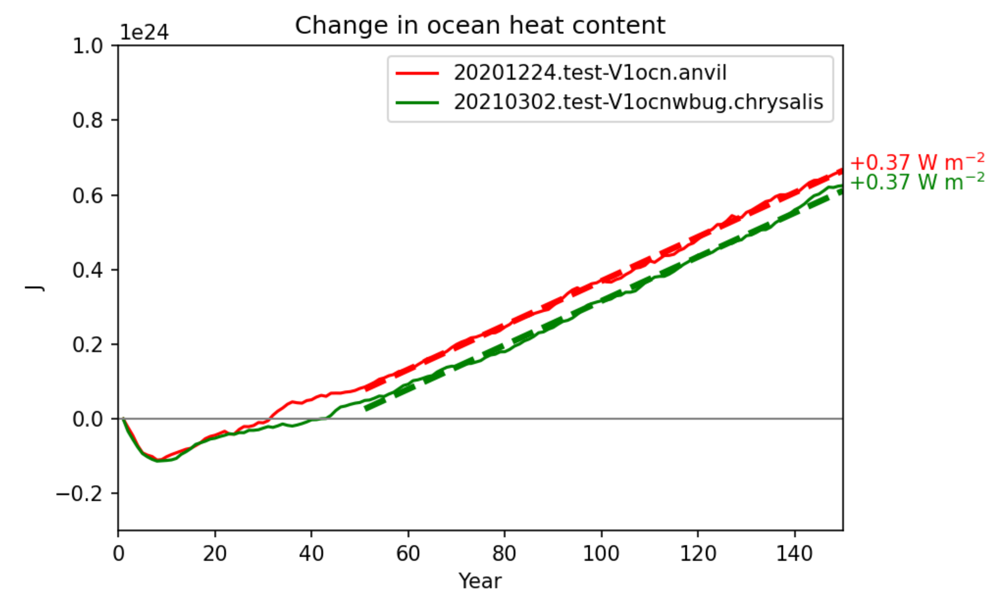 Change in ocean heat content
1e24
1.0
0.8
0.6
0.4
0.2
0.0
−0.2
J
20201224.test-V1ocn.anvil
20210302.test-V1ocnwbug.chrysalis
+0.37 W m⁻²
+0.37 W m⁻²
0 20 40 60 80 100 120 140
Year